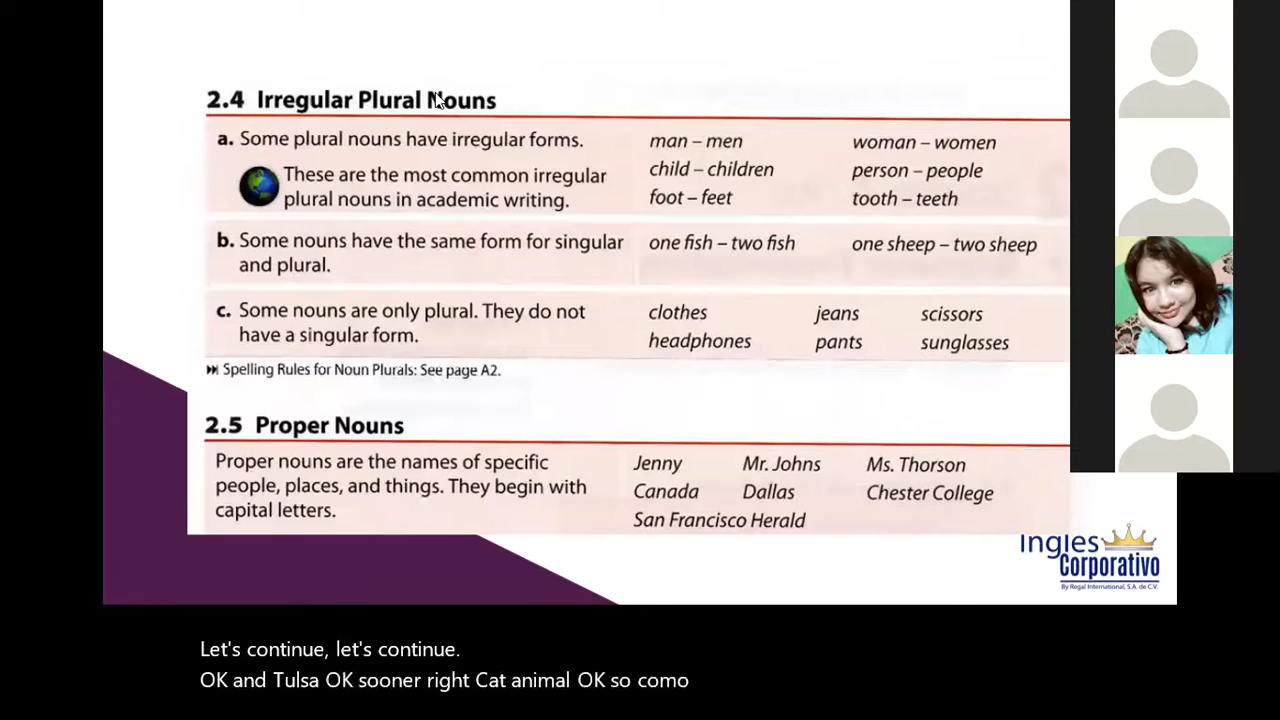 2.4 Irregular Plural Nouns
a. Some plural nouns have irregular forms.
These are the most common irregular
plural nouns in academic writing.
man – men woman – women
child – children person – people
foot – feet tooth – teeth
b. Some nouns have the same form for singular
and plural.
one fish – two fish one sheep – two sheep
c. Some nouns are only plural. They do not
have a singular form.
clothes jeans scissors
headphones pants sunglasses
Spelling Rules for Noun Plurals: See page A2.
2.5 Proper Nouns
Proper nouns are the names of specific
people, places, and things. They begin with
capital letters.
Jenny Mr. Johns Ms. Thorson
Canada Dallas Chester College
San Francisco Herald
Ingles
Corporativo
By Regal International, S.A. de C.V.
Let's continue, let's continue.
OK and Tulsa OK sooner right Cat animal OK so como